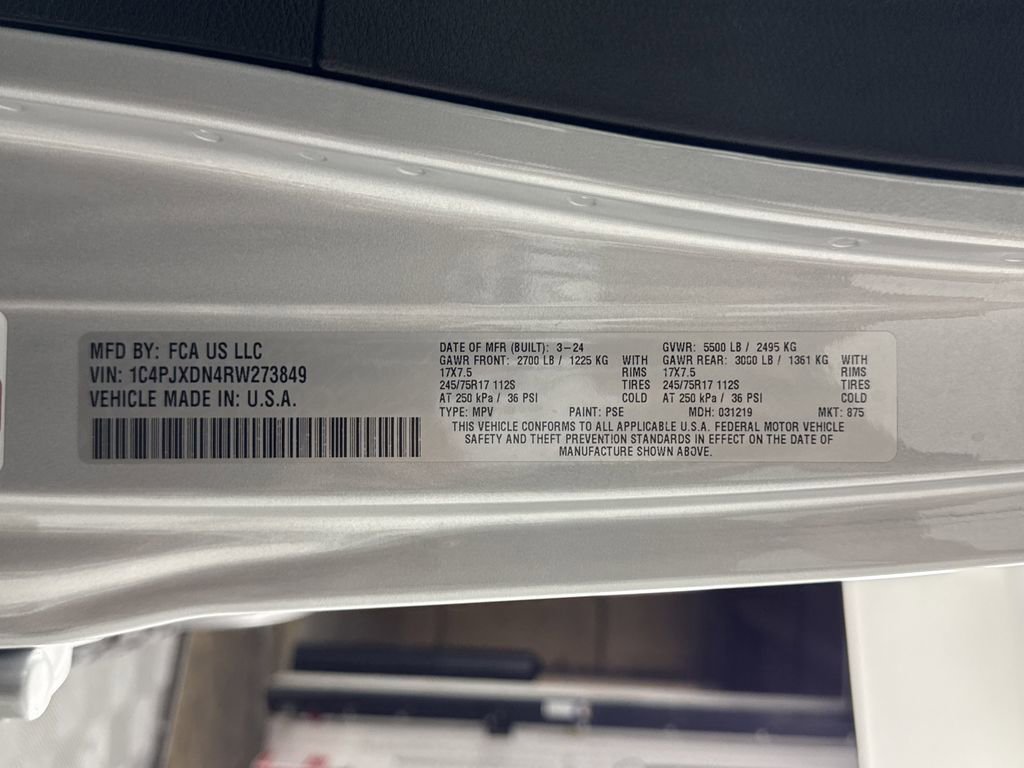 MFD BY: FCA US LLC
VIN: 1C4PJXDN4RW273849
VEHICLE MADE IN: U.S.A.
DATE OF MFR (BUILT): 3-24
GAWR FRONT: 2700 LB / 1225 KG WITH
17X7.5 RIMS
245/75R17 112S TIRES
AT 250 kPA / 36 PSI COLD
TYPE: MPV PAINT: PSE
GVWR: 5500 LB / 2495 KG
GAWR REAR: 3000 LB / 1361 KG WITH
17X7.5 RIMS
245/75R17 112S TIRES
AT 250 kPA / 36 PSI COLD
MDH: 031219 MKT: 875
THIS VEHICLE CONFORMS TO ALL APPLICABLE U.S.A. FEDERAL MOTOR VEHICLE
SAFETY AND THEFT PREVENTION STANDARDS IN EFFECT ON THE DATE OF
MANUFACTURE SHOWN ABOVE.